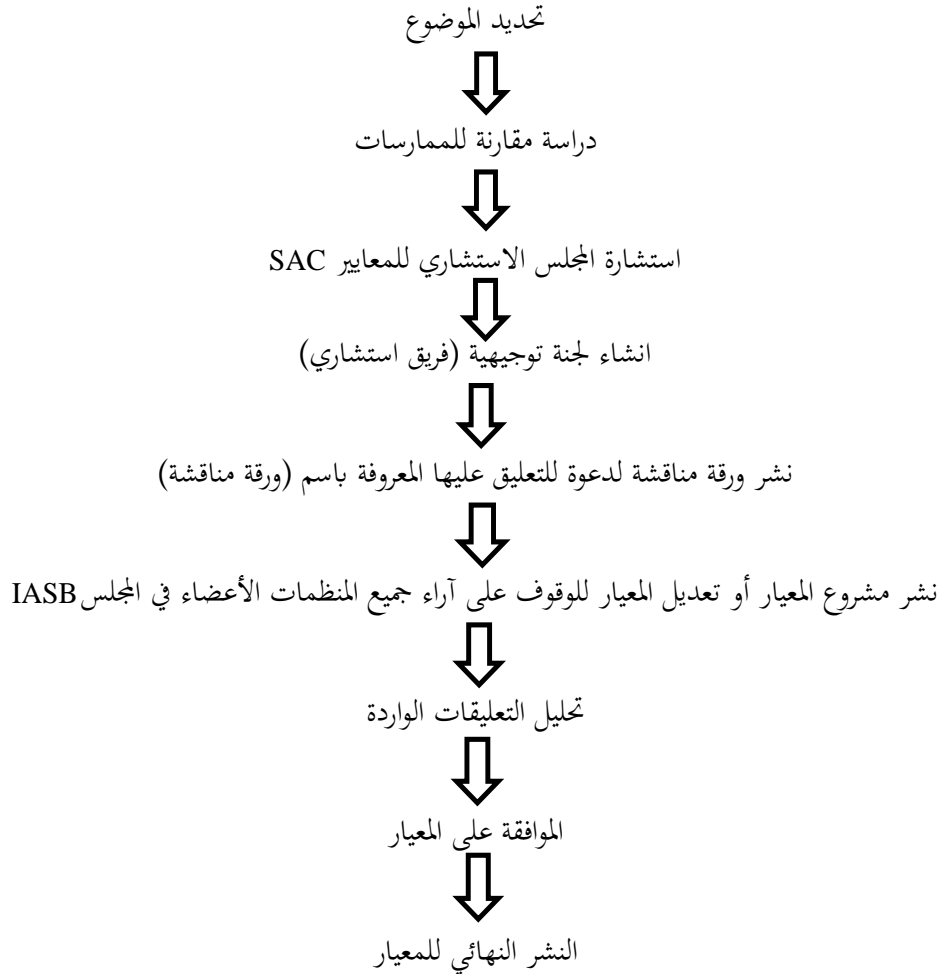 تحديد الموضوع
دراسة مقارنة للممارسات
استشارة المجلس الاستشاري للمعايير SAC
انشاء لجنة توجيهية (فريق استشاري)
نشر ورقة مناقشة لدعوة للتعليق عليها المعروفة باسم (ورقة مناقشة)
نشر مشروع المعيار أو تعديل المعيار للوقوف على آراء جميع المنظمات الأعضاء في المجلس IASB
تحليل التعليقات الواردة
الموافقة على المعيار
النشر النهائي للمعيار